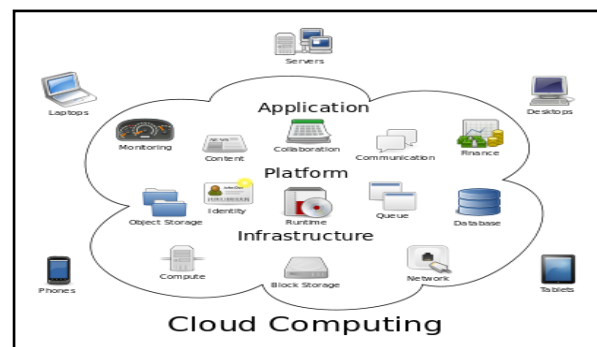 Servers
Laptops
Desktops
Application
Monitoring
Content
Collaboration
Communication
Finance
Platform
Object Storage
Identity
Runtime
Queue
Database
Infrastructure
Compute
Block Storage
Network
Phones
Tablets
Cloud Computing